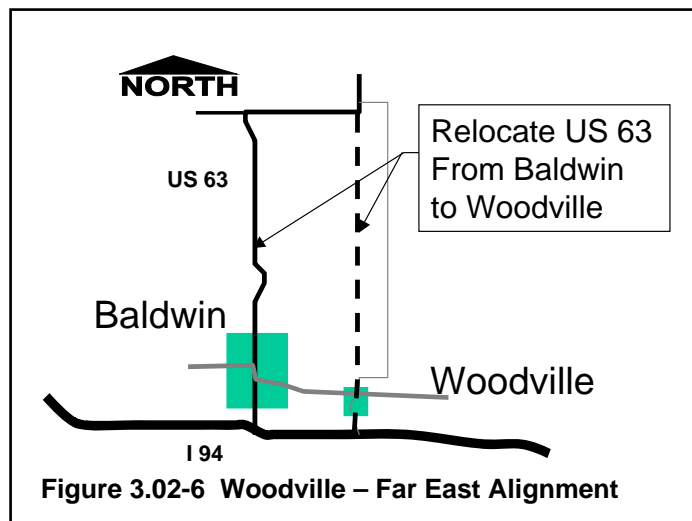 NORTH
Relocate US 63
From Baldwin
to Woodville
US 63
Baldwin
Woodville
I 94
Figure 3.02-6 Woodville – Far East Alignment